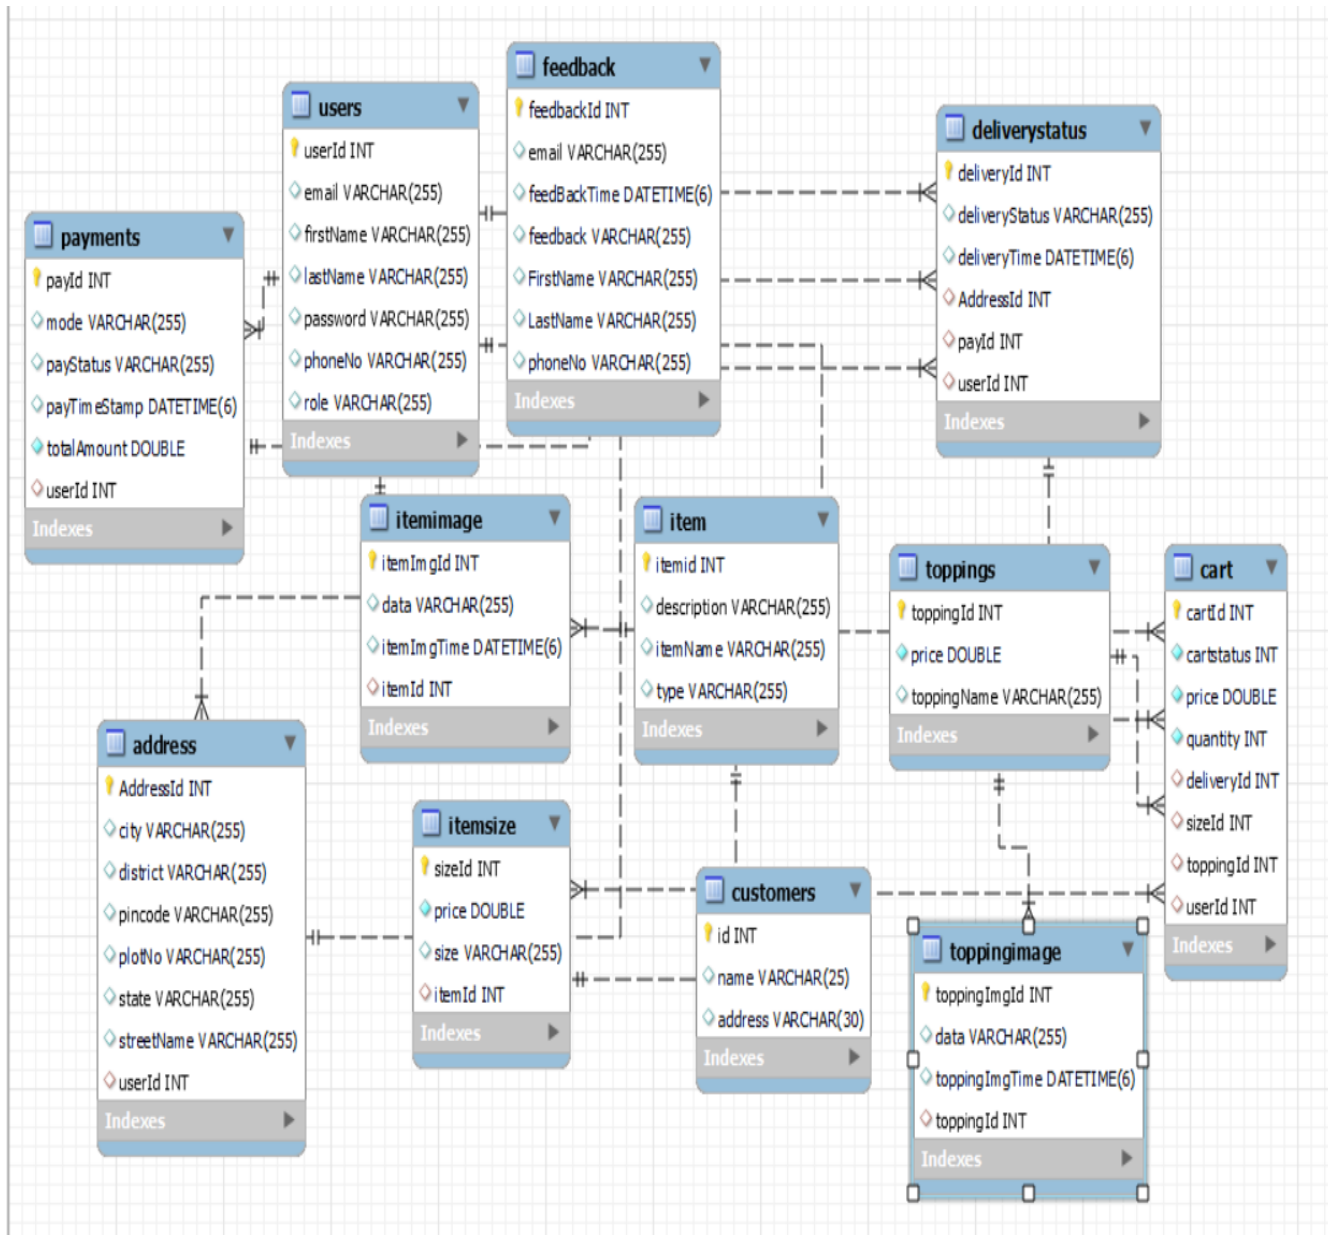 feedback
feedbackId INT
email VARCHAR(255)
feedBackTime DATETIME(6)
feedback VARCHAR(255)
FirstName VARCHAR(255)
LastName VARCHAR(255)
phoneNo VARCHAR(255)
Indexes
users
userId INT
email VARCHAR(255)
firstName VARCHAR(255)
lastName VARCHAR(255)
password VARCHAR(255)
phoneNo VARCHAR(255)
role VARCHAR(255)
Indexes
deliverystatus
deliveryId INT
deliveryStatus VARCHAR(255)
deliveryTime DATETIME(6)
AddressId INT
payId INT
userId INT
Indexes
payments
payId INT
mode VARCHAR(255)
payStatus VARCHAR(255)
payTimeStamp DATETIME(6)
totalAmount DOUBLE
userId INT
Indexes
itemimage
itemImgId INT
data VARCHAR(255)
itemImgTime DATETIME(6)
itemId INT
Indexes
item
itemid INT
description VARCHAR(255)
itemName VARCHAR(255)
type VARCHAR(255)
Indexes
toppings
toppingId INT
price DOUBLE
toppingName VARCHAR(255)
Indexes
cart
cartId INT
cartstatus INT
price DOUBLE
quantity INT
deliveryId INT
sizeId INT
toppingId INT
userId INT
Indexes
address
AddressId INT
city VARCHAR(255)
district VARCHAR(255)
pincode VARCHAR(255)
plotNo VARCHAR(255)
state VARCHAR(255)
streetName VARCHAR(255)
userId INT
Indexes
itemsize
sizeId INT
price DOUBLE
size VARCHAR(255)
itemId INT
Indexes
customers
id INT
name VARCHAR(25)
address VARCHAR(30)
Indexes
toppingimage
toppingImgId INT
data VARCHAR(255)
toppingImgTime DATETIME(6)
toppingId INT
Indexes